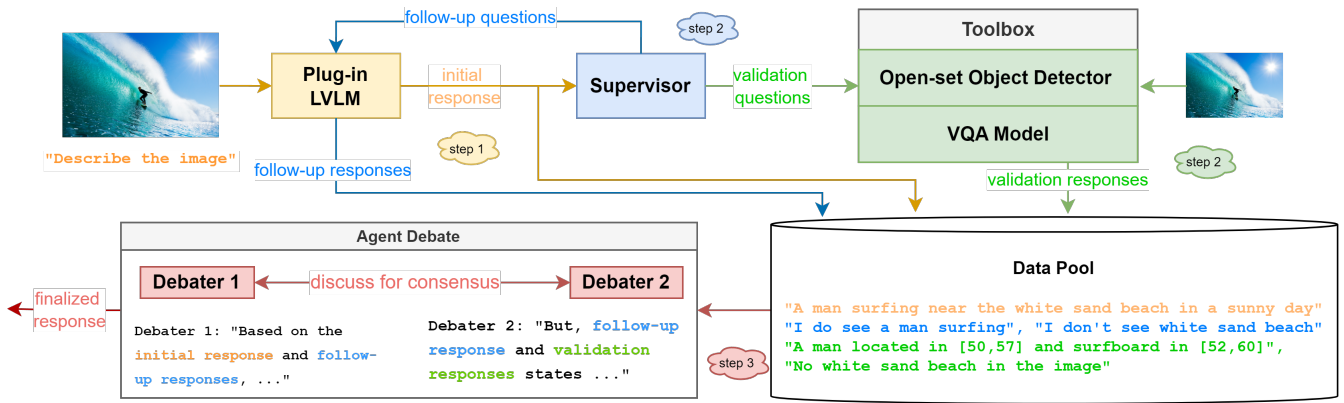 follow-up questions
step 2
Toolbox
Plug-in
LVLM
initial
response
Supervisor
validation
questions
Open-set Object Detector
VQA Model
"Describe the image"
step 1
follow-up responses
step 2
validation responses
Agent Debate
Debater 1
discuss for consensus
Debater 2
finalized
response
Debater 1: "Based on the
initial response and follow-
up responses, ..."
Debater 2: "But, follow-up
response and validation
responses states ..."
step 3
Data Pool
"A man surfing near the white sand beach in a sunny day"
"I do see a man surfing", "I don't see white sand beach"
"A man located in [50,57] and surfboard in [52,60]",
"No white sand beach in the image"